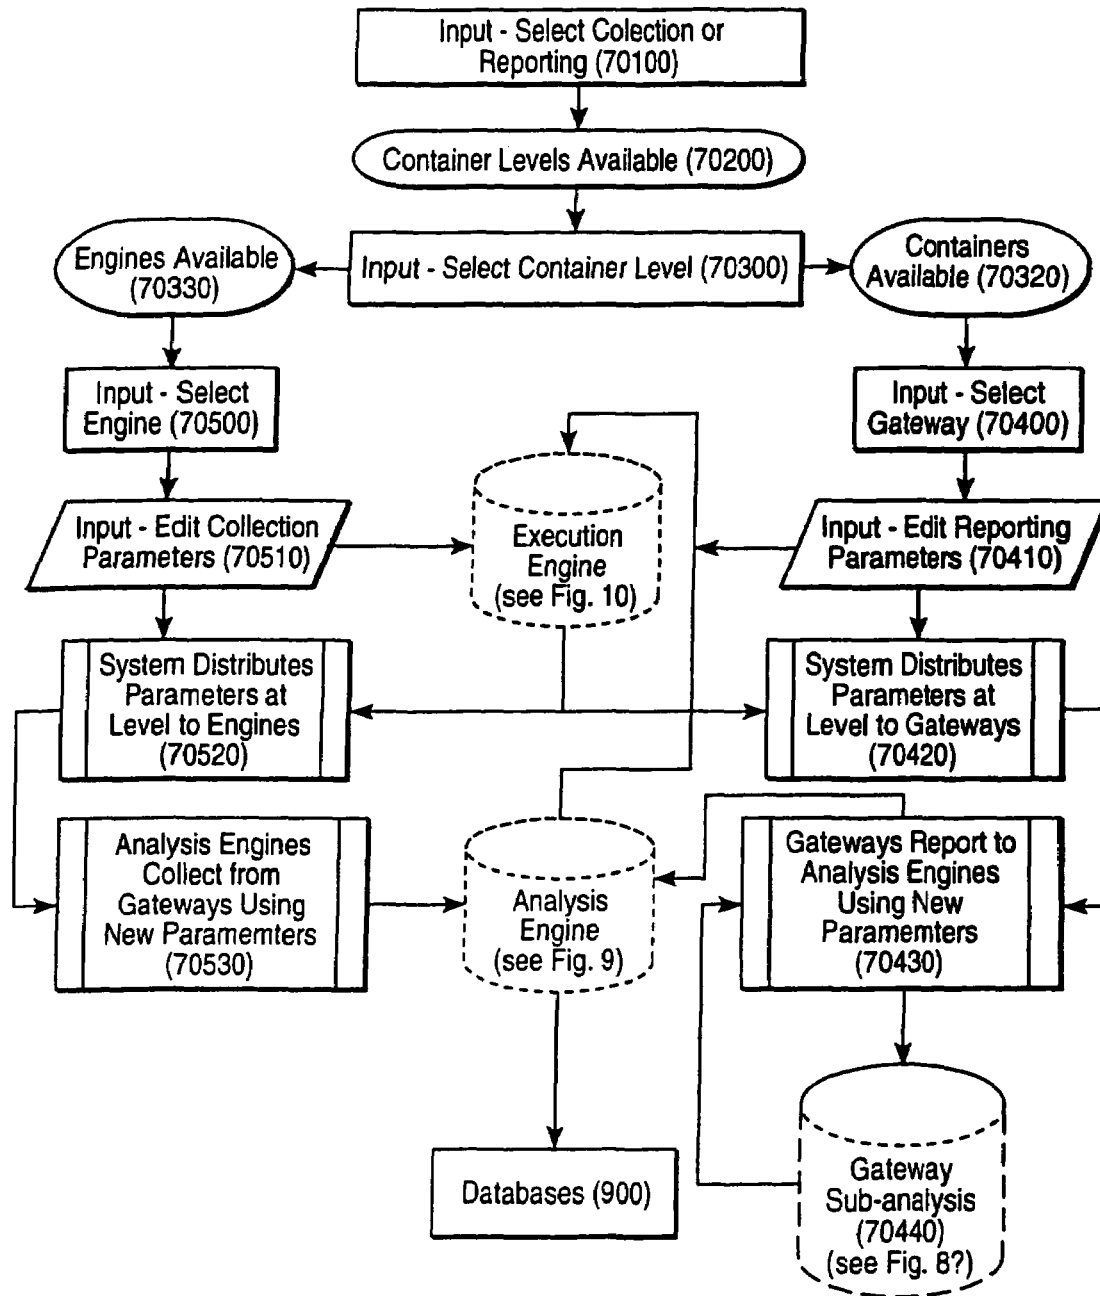 Input - Select Colection or
Reporting (70100)
Container Levels Available (70200)
Engines Available
(70330)
Input - Select Container Level (70300)
Containers
Available (70320)
Input - Select
Engine (70500)
Input - Select
Gateway (70400)
Input - Edit Collection
Parameters (70510)
Execution
Engine
(see Fig. 10)
Input - Edit Reporting
Parameters (70410)
System Distributes
Parameters at
Level to Engines
(70520)
System Distributes
Parameters at
Level to Gateways
(70420)
Analysis Engines
Collect from
Gateways Using
New Paramemters
(70530)
Analysis
Engine
(see Fig. 9)
Gateways Report to
Analysis Engines
Using New
Paramemters
(70430)
Databases (900)
Gateway
Sub-analysis
(70440)
(see Fig. 8?)